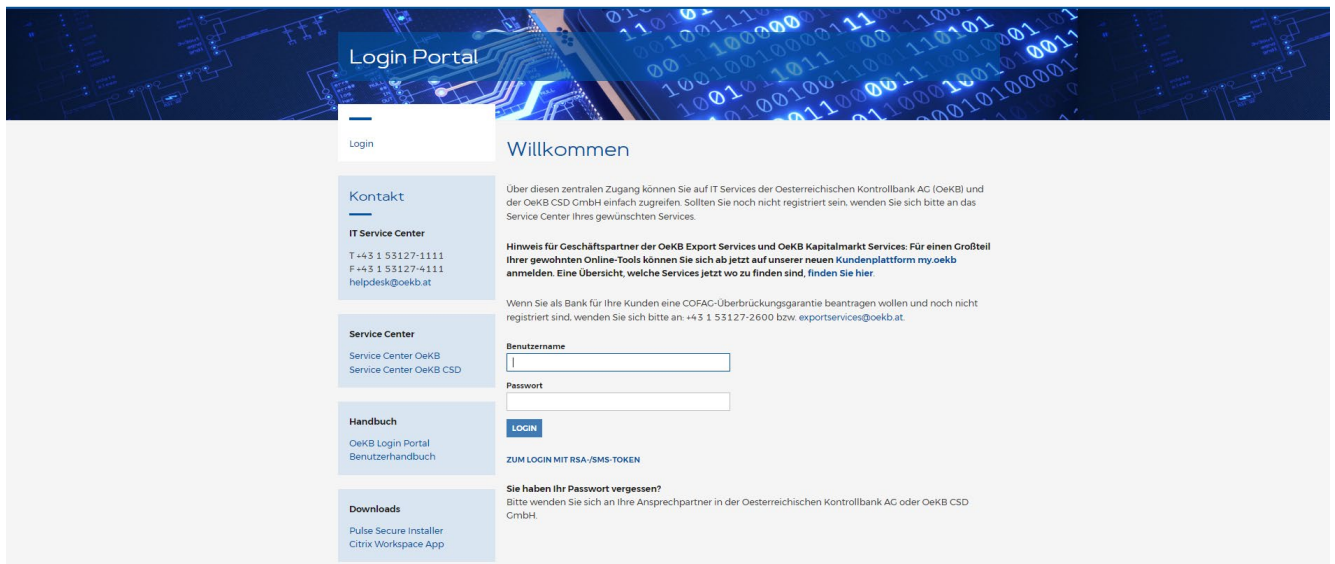 Login Portal
Login
Kontakt
IT Service Center
T +43 1 53127-1111
F +43 1 53127-4111
helpdesk@oekb.at
Service Center
Service Center OeKB
Service Center OeKB CSD
Handbuch
OeKB Login Portal
Benutzerhandbuch
Downloads
Pulse Secure Installer
Citrix Workspace App
Willkommen
Über diesen zentralen Zugang können Sie auf IT Services der Oesterreichischen Kontrollbank AG (OeKB) und
der OeKB CSD GmbH einfach zugreifen. Sollten Sie noch nicht registriert sein, wenden Sie sich bitte an das
Service Center Ihres gewünschten Services.
Hinweis für Geschäftspartner der OeKB Export Services und OeKB Kapitalmarkt Services: Für einen Großteil
Ihrer gewohnten Online-Tools können Sie sich ab jetzt auf unserer neuen Kundenplattform my.oekb
anmelden. Eine Übersicht, welche Services jetzt wo zu finden sind, finden Sie hier.
Wenn Sie als Bank für Ihre Kunden eine COFAG-Überbrückungsgarantie beantragen wollen und noch nicht
registriert sind, wenden Sie sich bitte an: +43 1 53127-2600 bzw. exportservices@oekb.at.
Benutzername
Passwort
LOGIN
ZUM LOGIN MIT RSA-/SMS-TOKEN
Sie haben Ihr Passwort vergessen?
Bitte wenden Sie sich an Ihre Ansprechpartner in der Oesterreichischen Kontrollbank AG oder OeKB CSD
GmbH.